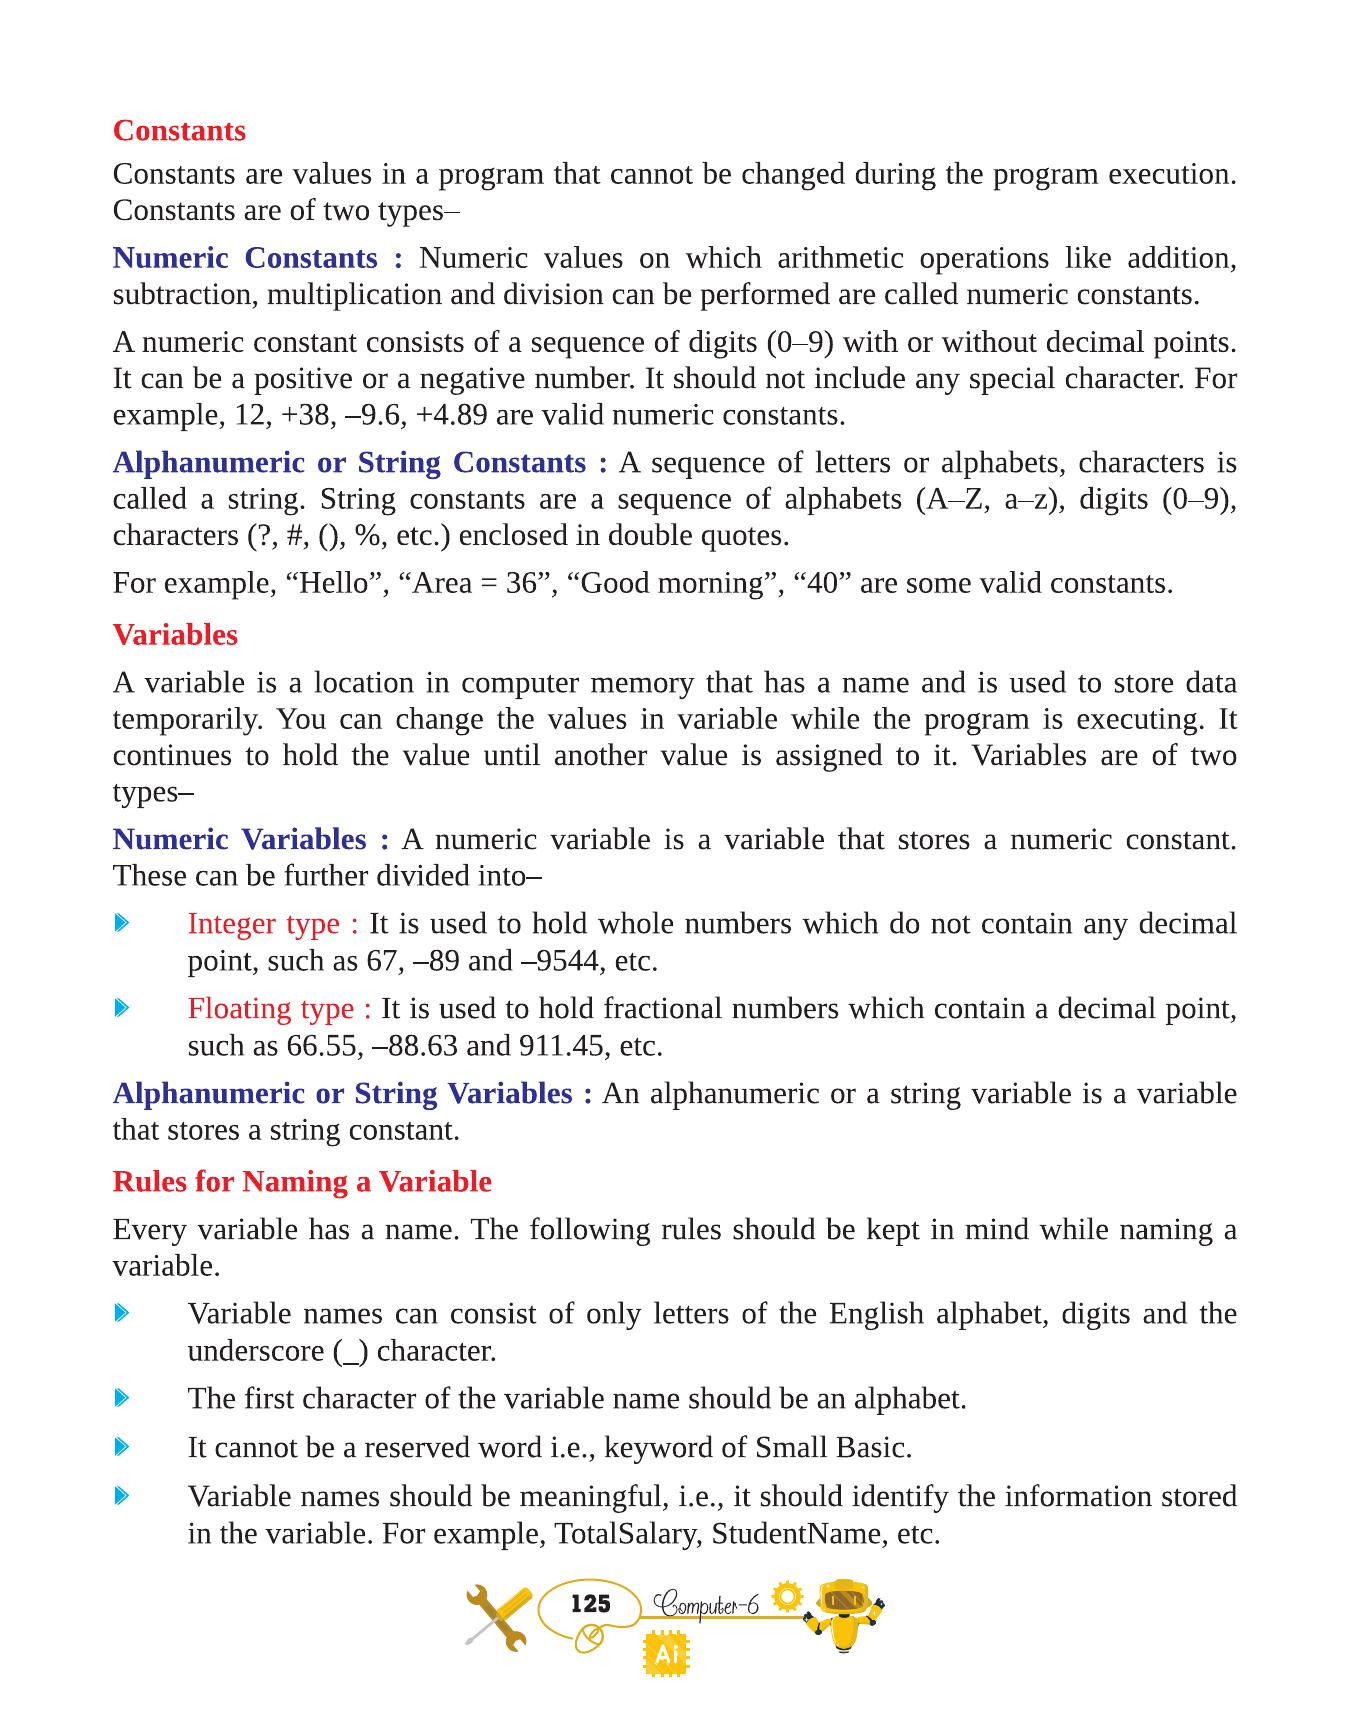 Constants
Constants are values in a program that cannot be changed during the program execution.
Constants are of two types–
Numeric Constants : Numeric values on which arithmetic operations like addition,
subtraction, multiplication and division can be performed are called numeric constants.
A numeric constant consists of a sequence of digits (0–9) with or without decimal points.
It can be a positive or a negative number. It should not include any special character. For
example, 12, +38, –9.6, +4.89 are valid numeric constants.
Alphanumeric or String Constants : A sequence of letters or alphabets, characters is
called a string. String constants are a sequence of alphabets (A–Z, a–z), digits (0–9),
characters (?, #, (), %, etc.) enclosed in double quotes.
For example, “Hello”, “Area = 36”, “Good morning”, “40” are some valid constants.
Variables
A variable is a location in computer memory that has a name and is used to store data
temporarily. You can change the values in variable while the program is executing. It
continues to hold the value until another value is assigned to it. Variables are of two
types–
Numeric Variables : A numeric variable is a variable that stores a numeric constant.
These can be further divided into–
Integer type : It is used to hold whole numbers which do not contain any decimal
point, such as 67, –89 and –9544, etc.
Floating type : It is used to hold fractional numbers which contain a decimal point,
such as 66.55, –88.63 and 911.45, etc.
Alphanumeric or String Variables : An alphanumeric or a string variable is a variable
that stores a string constant.
Rules for Naming a Variable
Every variable has a name. The following rules should be kept in mind while naming a
variable.
Variable names can consist of only letters of the English alphabet, digits and the
underscore (_) character.
The first character of the variable name should be an alphabet.
It cannot be a reserved word i.e., keyword of Small Basic.
Variable names should be meaningful, i.e., it should identify the information stored
in the variable. For example, TotalSalary, StudentName, etc.
125
Computer-6
Ai